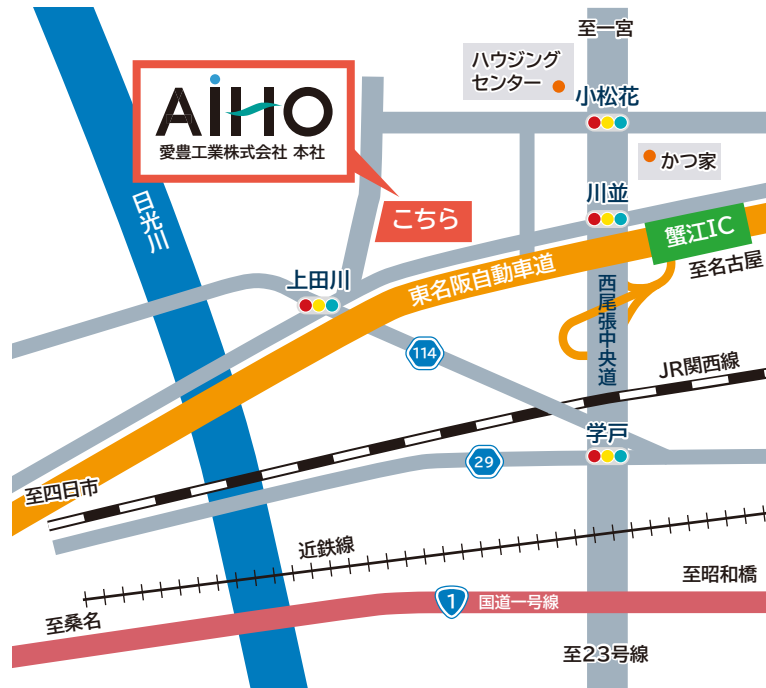 至一宮
ハウジング
センター
小松花
AiHO
愛豊工業株式会社 本社
かつ家
こちら
川並
蟹江IC
日光川
至名古屋
上田川
東名阪自動車道
西尾張中央道
114
JR関西線
学戸
29
至四日市
近鉄線
至昭和橋
1
国道一号線
至桑名
至23号線